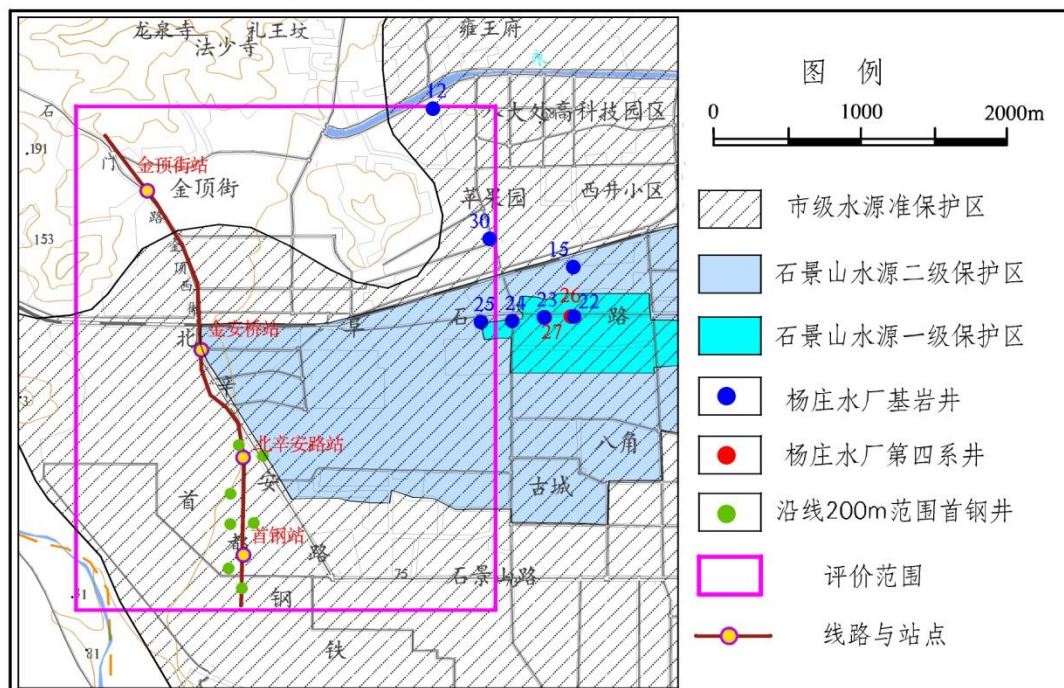 龙泉寺 礼王坟
法少寺
雍王府
12
八大处高科技园区
石
.191
门
金顶街站
金顶街
路
苹果园
西井小区
153
30
15
金
顶
西
街
26
25
24
23
22
石
路
27
金安桥站
北
阜
辛
北辛安路站
八角
安
古城
首
都
首钢站
路
75
石景山路
钢
81
铁
图 例
0 1000 2000m
市级水源准保护区
石景山水源二级保护区
石景山水源一级保护区
杨庄水厂基岩井
杨庄水厂第四系井
沿线200m范围首钢井
评价范围
线路与站点